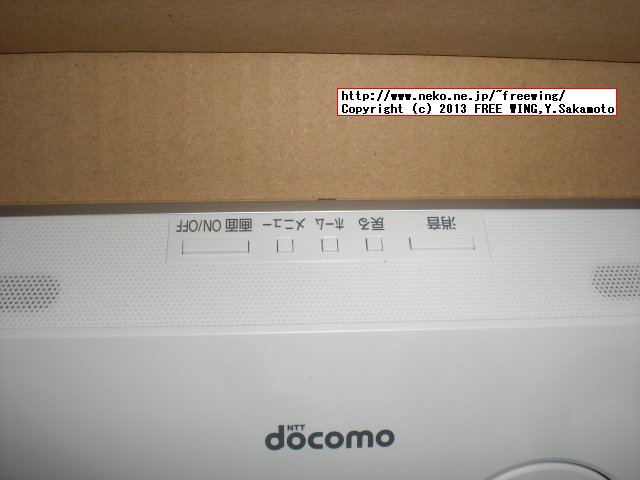 http://www.neko.ne.jp/~freewing/
Copyright (c) 2013 FREE WING,Y.Sakamoto
画面 ON/OFF メニュー ホーム 戻る 消音
NTT
docomo